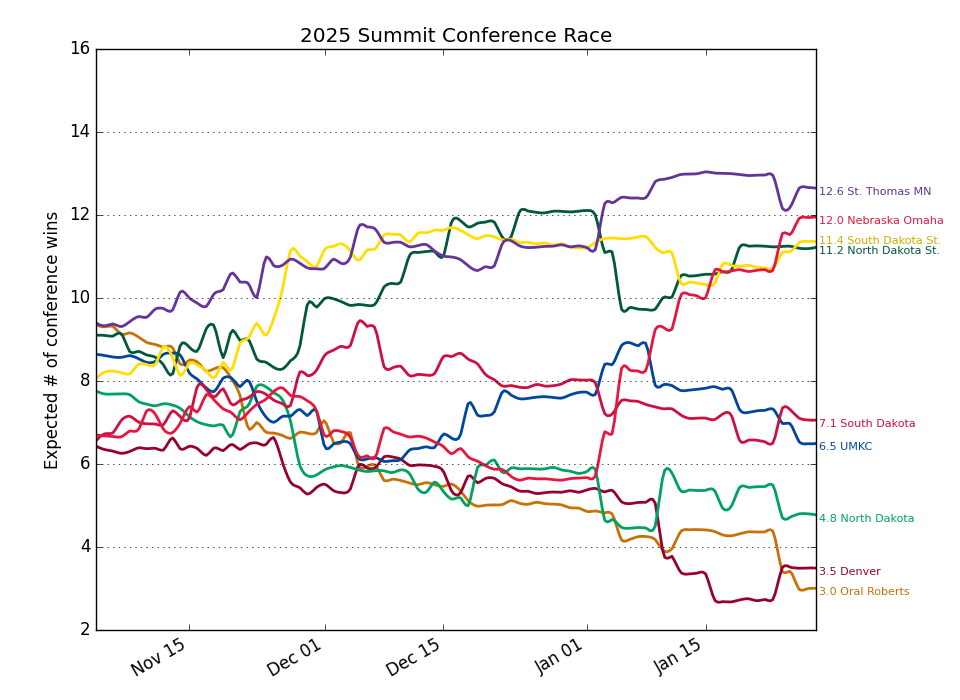 2025 Summit Conference Race
Expected # of conference wins
16
14
12
10
8
6
4
2
Nov 15
Dec 01
Dec 15
Jan 01
Jan 15
12.6 St. Thomas MN
12.0 Nebraska Omaha
11.4 South Dakota St.
11.2 North Dakota St.
7.1 South Dakota
6.5 UMKC
4.8 North Dakota
3.5 Denver
3.0 Oral Roberts